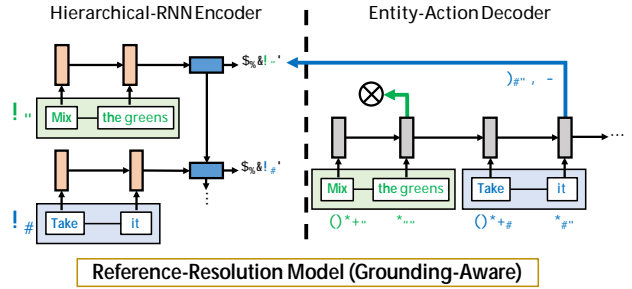 Hierarchical-RNN Encoder
Entity-Action Decoder
$%&!"'
)#", -
! "
Mix
the greens
...
$%&!#'
...
! #
Take
it
Mix
the greens
Take
it
()*+"
*""
()*+#
*#"
Reference-Resolution Model (Grounding-Aware)